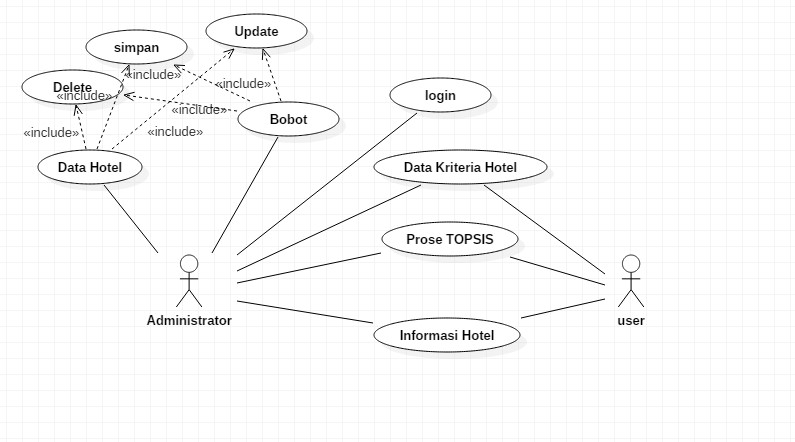 Update
simpan
«include»
Delete
«include»
«include»
login
«include»
Bobot
«include»
«include»
Data Hotel
Data Kriteria Hotel
Prose TOPSIS
Administrator
user
Informasi Hotel